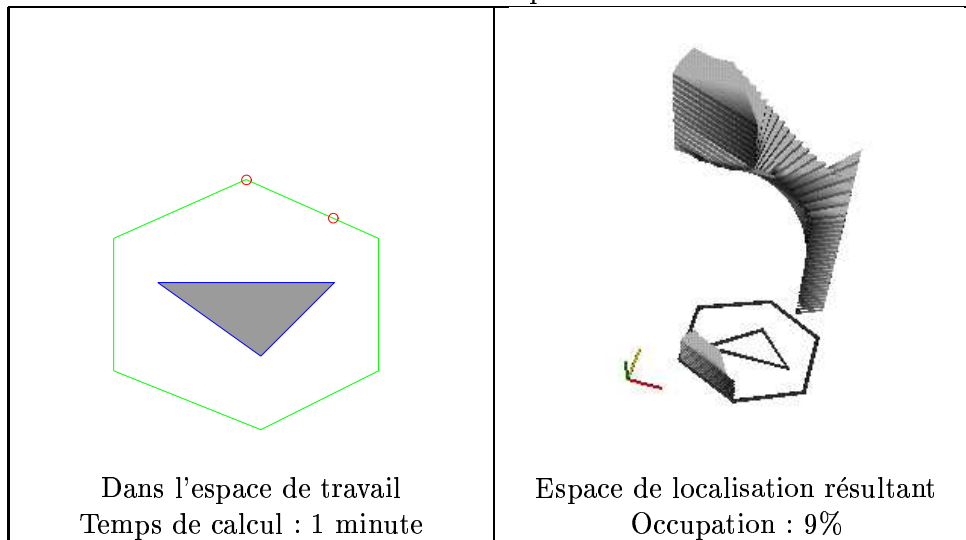 Dans l'espace de travail
Temps de calcul : 1 minute
Espace de localisation résultant
Occupation : 9%